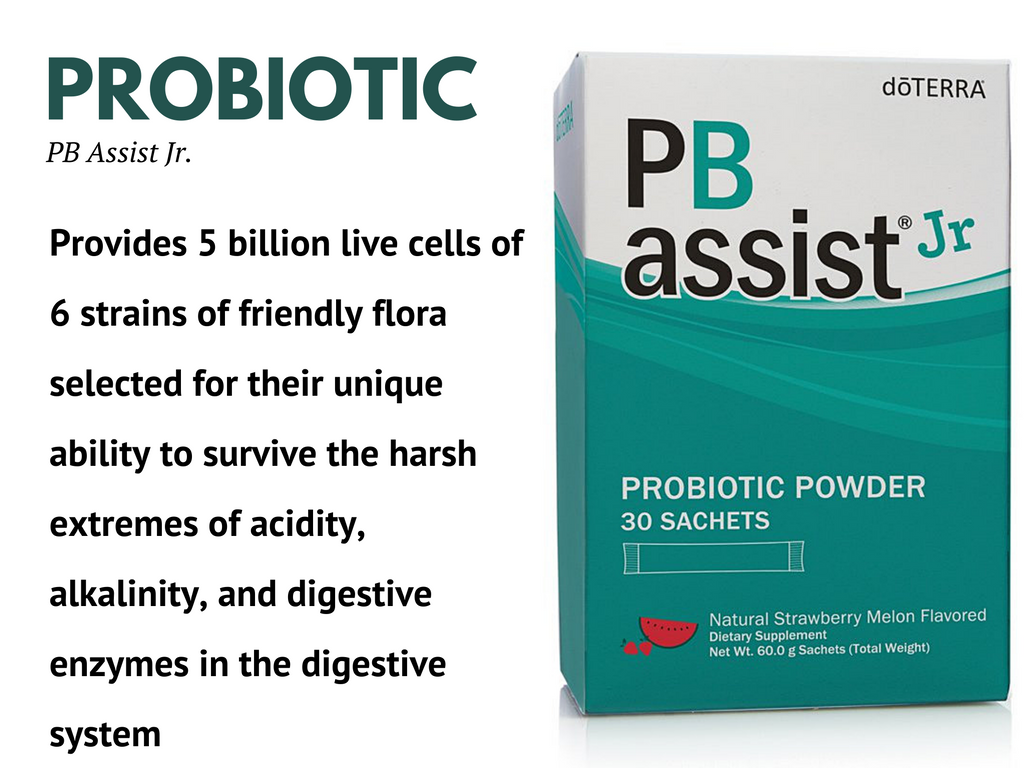 PROBIOTIC
PB Assist Jr.
Provides 5 billion live cells of
6 strains of friendly flora
selected for their unique
ability to survive the harsh
extremes of acidity,
alkalinity, and digestive
enzymes in the digestive
system
dōTERRA
dōTERRA®
PB
assist® Jr
PROBIOTIC POWDER
30 SACHETS
Natural Strawberry Melon Flavored
Dietary Supplement
Net Wt. 60.0 g Sachets (Total Weight)